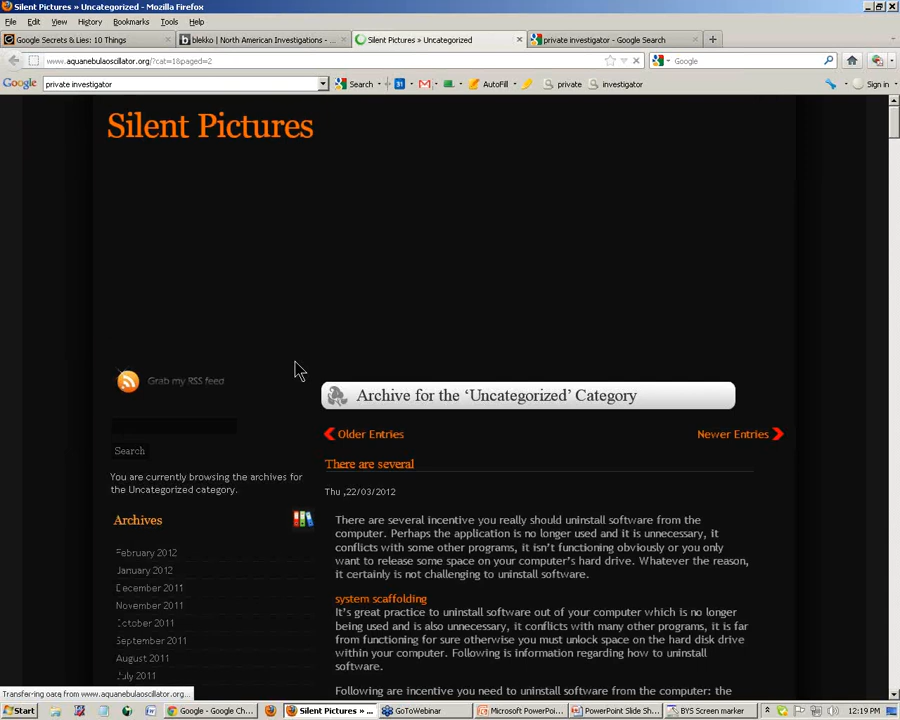 Silent Pictures » Uncategorized - Mozilla Firefox
File Edit View History Bookmarks Tools Help
Google Secrets & Lies: 10 Things
blekko | North American Investigations - ...
Silent Pictures » Uncategorized
private investigator - Google Search
www.aquanebulaoscillator.org/?cat=1&paged=2
Google
Google private investigator Search AutoFill private investigator Sign in
Silent Pictures
Grab my RSS feed
Search
You are currently browsing the archives for
the Uncategorized category.
Archives
February 2012
January 2012
December 2011
November 2011
October 2011
September 2011
August 2011
July 2011
Archive for the ‘Uncategorized’ Category
Older Entries Newer Entries
There are several
Thu ,22/03/2012
There are several incentive you really should uninstall software from the
computer. Perhaps the application is no longer used and it is unnecessary, it
conflicts with some other programs, it isn’t functioning obviously or you only
want to release some space on your computer’s hard drive. Whatever the reason,
it certainly is not challenging to uninstall software.
system scaffolding
It’s great practice to uninstall software out of your computer which is no longer
being used and is also unnecessary, it conflicts with many other programs, it is far
from functioning for sure otherwise you must unlock space on the hard disk drive
within your computer. Following is information regarding how to uninstall
software.
Following are incentive you need to uninstall software from the computer: the
Transferring data from www.aquanebulaoscillator.org...
Start
Google - Google Ch...
Silent Pictures » ...
GoToWebinar
Microsoft PowerPoi...
PowerPoint Slide Sh...
BYS Screen marker
12:19 PM